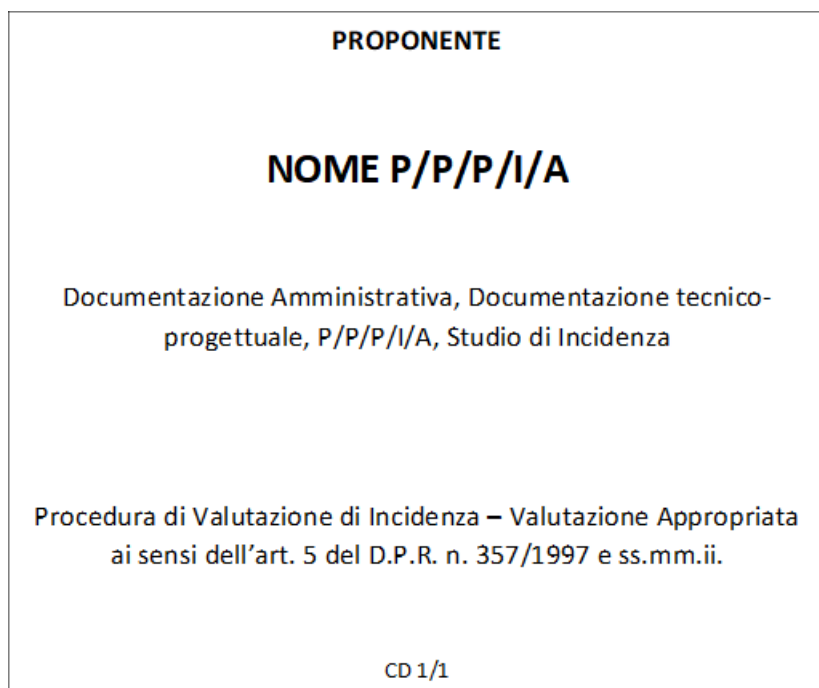 PROPONENTE
NOME P/P/P/I/A
Documentazione Amministrativa, Documentazione tecnico-
progettuale, P/P/P/I/A, Studio di Incidenza
Procedura di Valutazione di Incidenza – Valutazione Appropriata
ai sensi dell’art. 5 del D.P.R. n. 357/1997 e ss.mm.ii.
CD 1/1